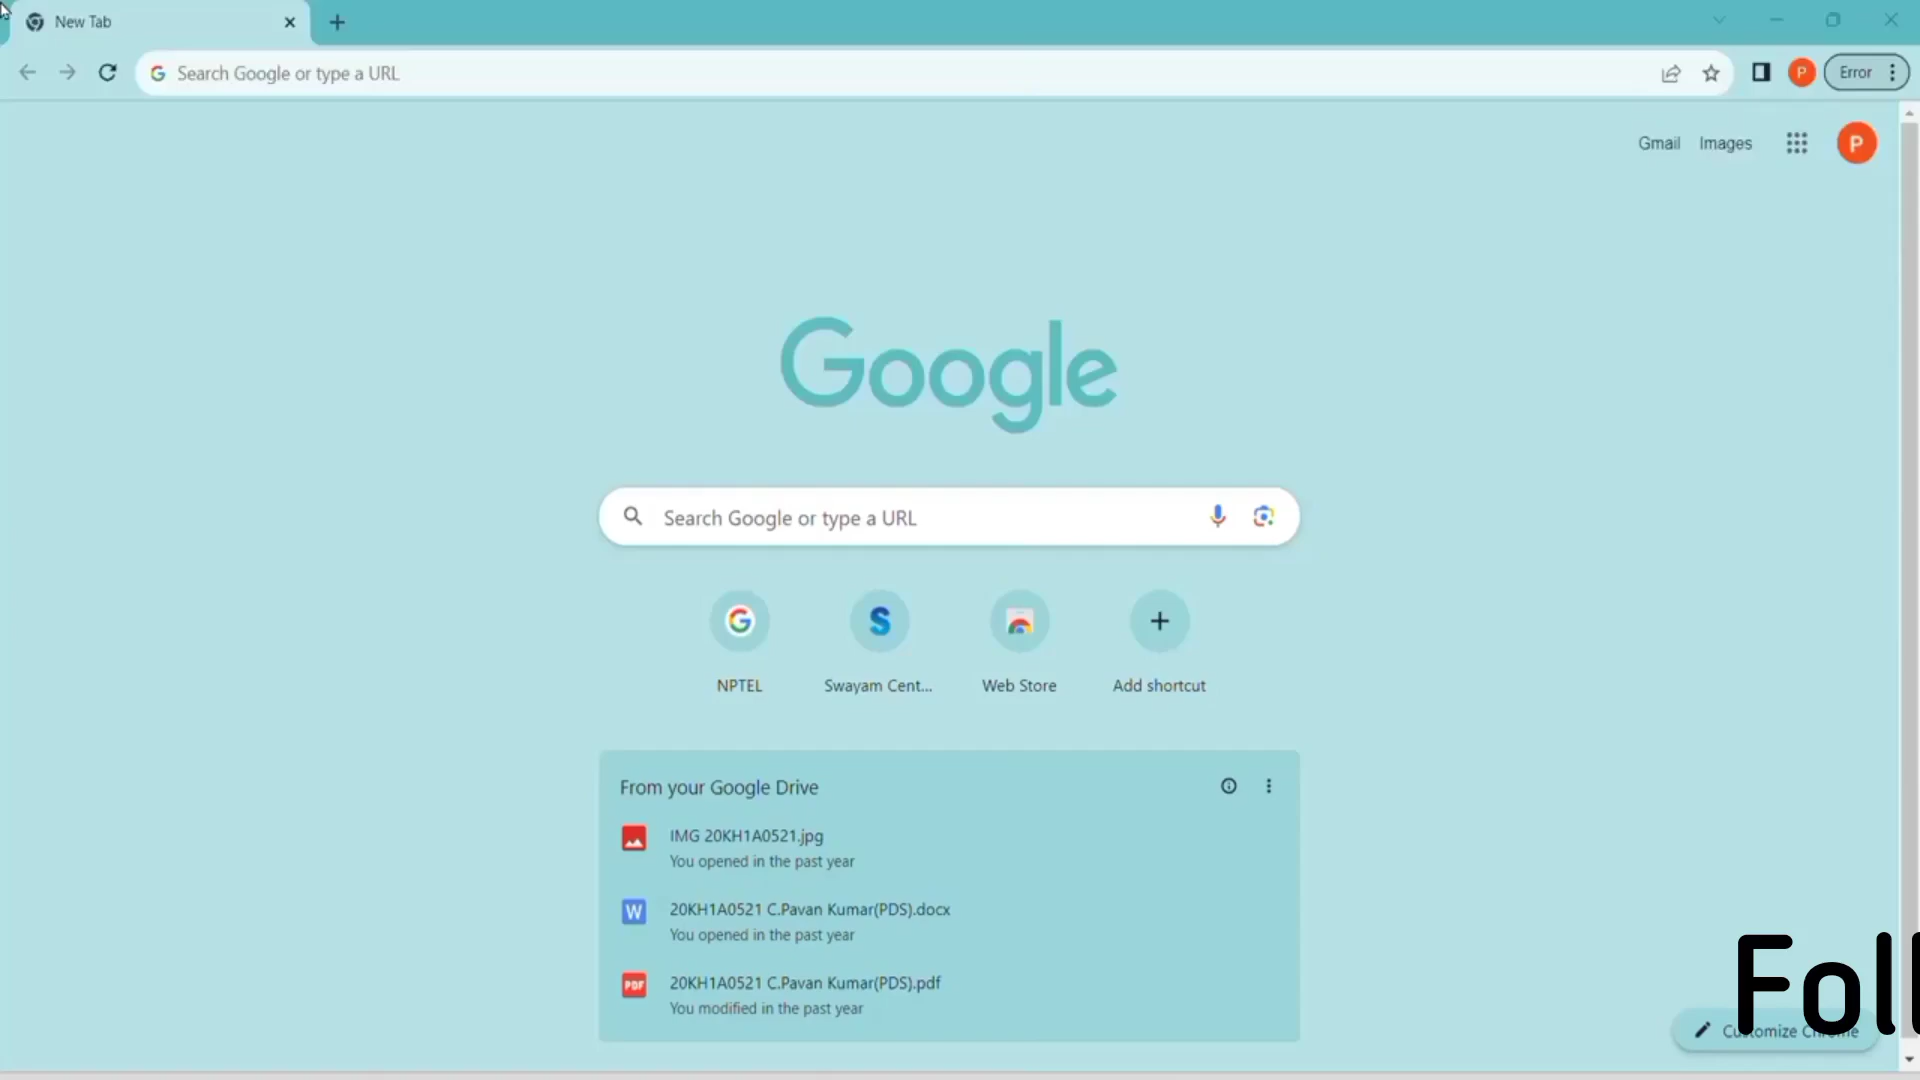 New Tab
Search Google or type a URL
P
Error
Gmail
Images
P
Google
Search Google or type a URL
NPTEL
Swayam Cent...
Web Store
Add shortcut
From your Google Drive
IMG 20KH1A0521.jpg
You opened in the past year
W
20KH1A0521 C.Pavan Kumar(PDS).docx
You opened in the past year
PDF
20KH1A0521 C.Pavan Kumar(PDS).pdf
You modified in the past year
Foll
Customize Chrome